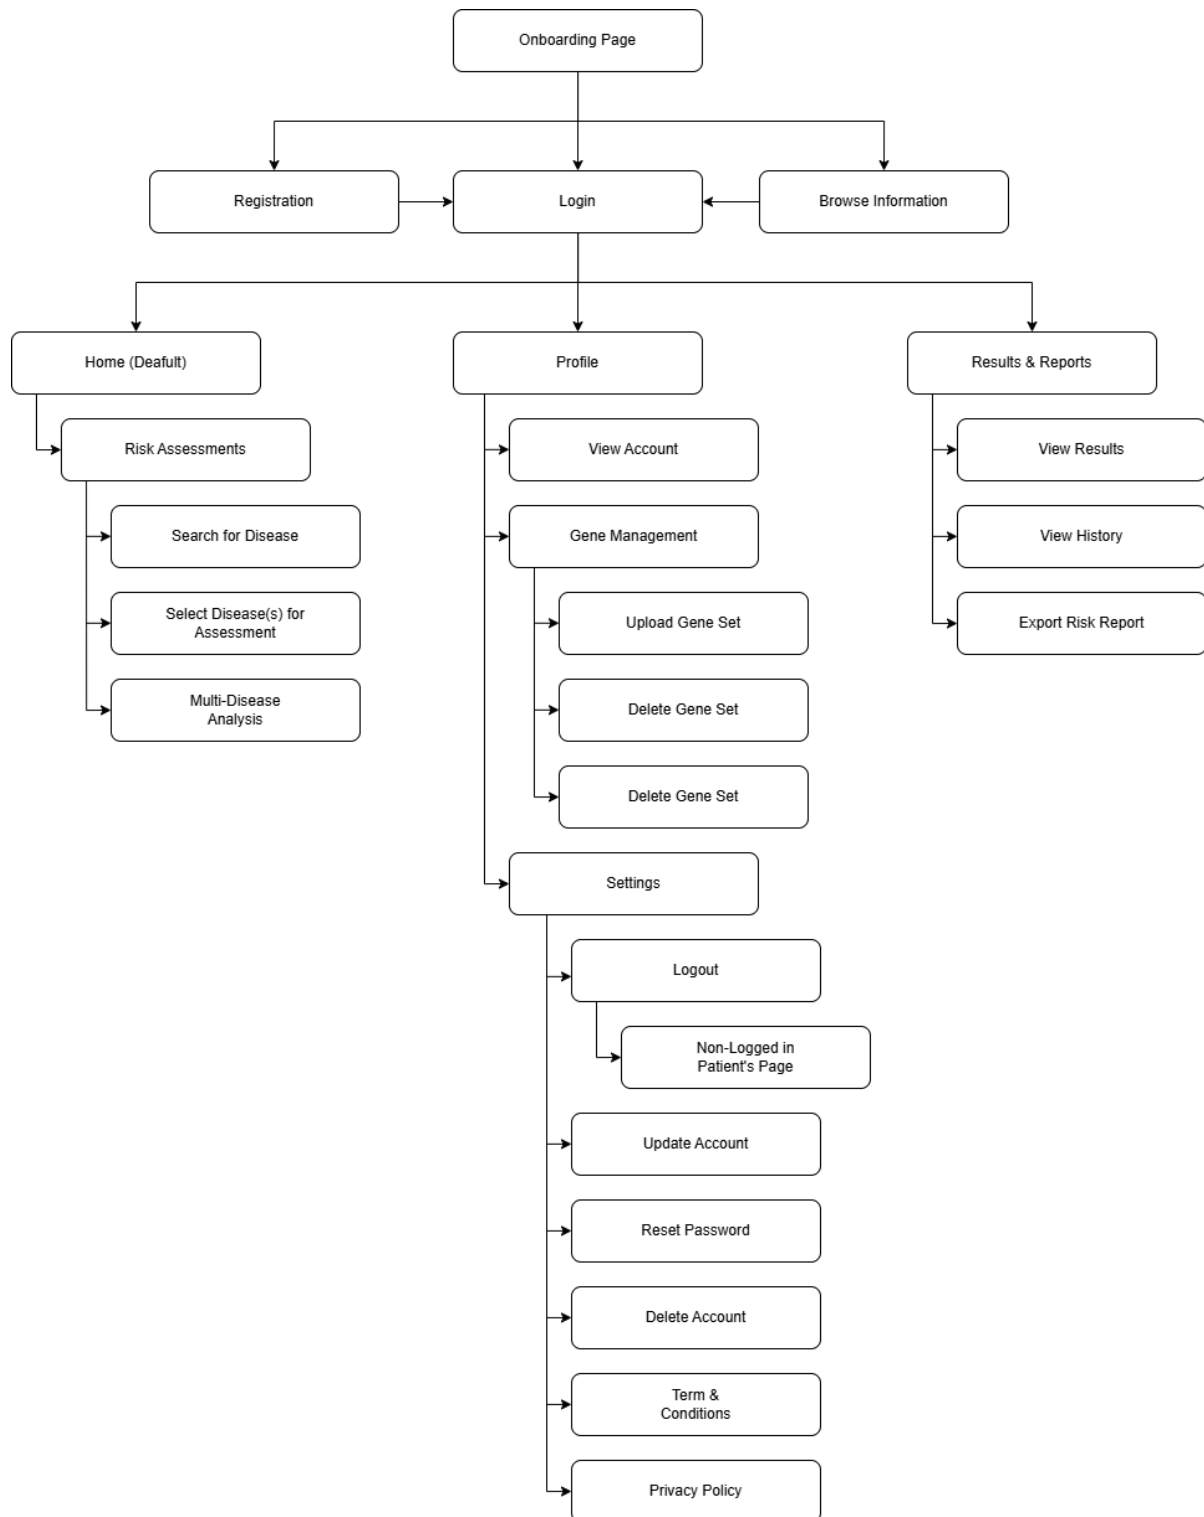 Onboarding Page
Registration
Login
Browse Information
Home (Deafult)
Profile
Results & Reports
Risk Assessments
View Account
View Results
Search for Disease
Gene Management
View History
Select Disease(s) for
Assessment
Upload Gene Set
Export Risk Report
Multi-Disease
Analysis
Delete Gene Set
Delete Gene Set
Settings
Logout
Non-Logged in
Patient's Page
Update Account
Reset Password
Delete Account
Term &
Conditions
Privacy Policy